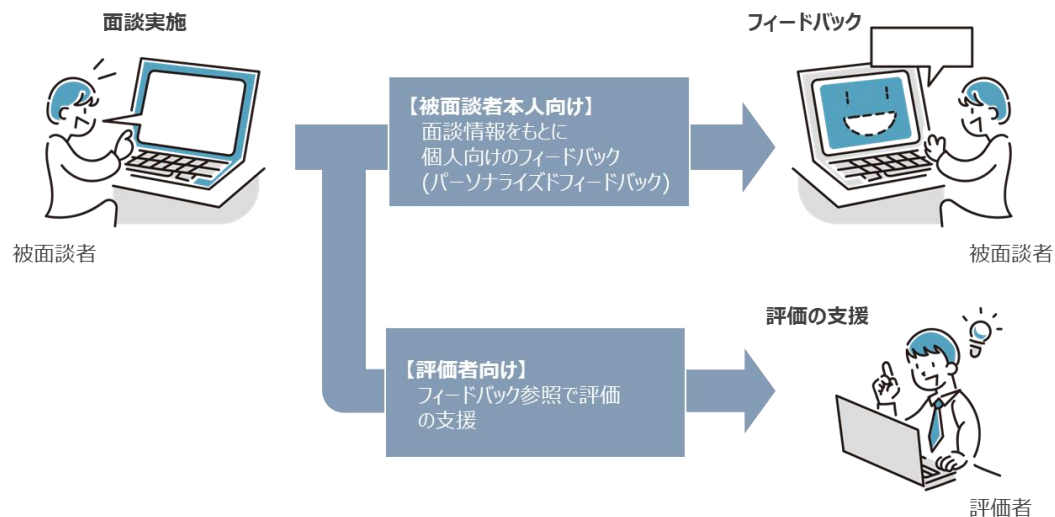 面談実施
フィードバック
【被面談者本人向け】
面談情報をもとに
個人向けのフィードバック
(パーソナライズドフィードバック)
被面談者
被面談者
評価の支援
【評価者向け】
フィードバック参照で評価
の支援
評価者